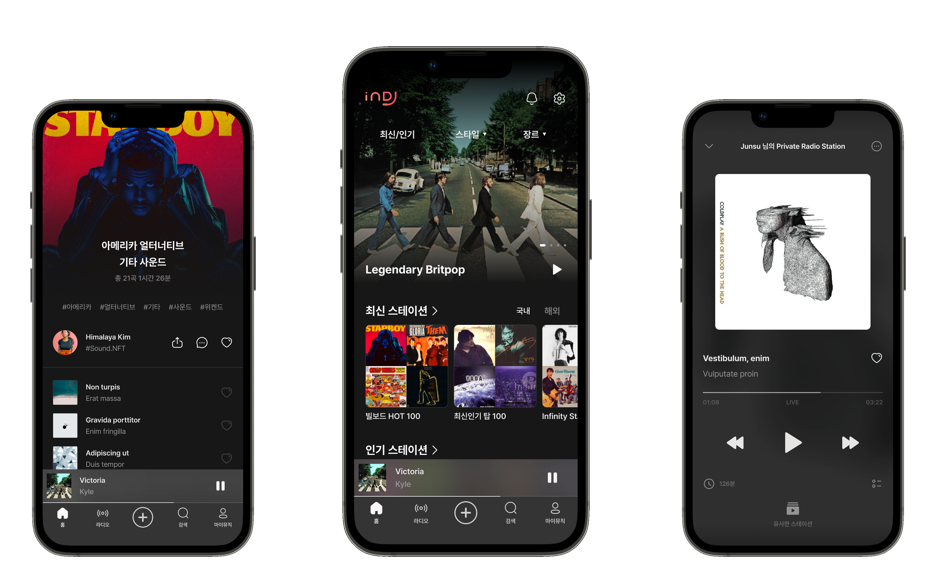 STARBOY
아메리카 얼터너티브
기타 사운드
총 21곡 1시간 26분
#아메리카 #얼터너티브 #기타 #사운드 #위켄드
Himalaya Kim
#Sound.NFT
Non turpis
Erat massa
Gravida porttitor
Enim fringilla
Adipiscing ut
Duis tempor
Victoria
Kyle
홈 라디오 검색 마이뮤직
inDJ
최신/인기 스타일 장르
Legendary Britpop
최신 스테이션 국내 해외
STARBOY GLORIA THEM
빌보드 HOT 100 최신인기 탑 100 Infinity St
인기 스테이션
Victoria
Kyle
홈 라디오 검색 마이뮤직
Junsu 님의 Private Radio Station
COLDPLAY A RUSH OF BLOOD TO THE HEAD
Vestibulum, enim
Vulputate proin
01:08 LIVE 03:22
126명
유사한 스테이션